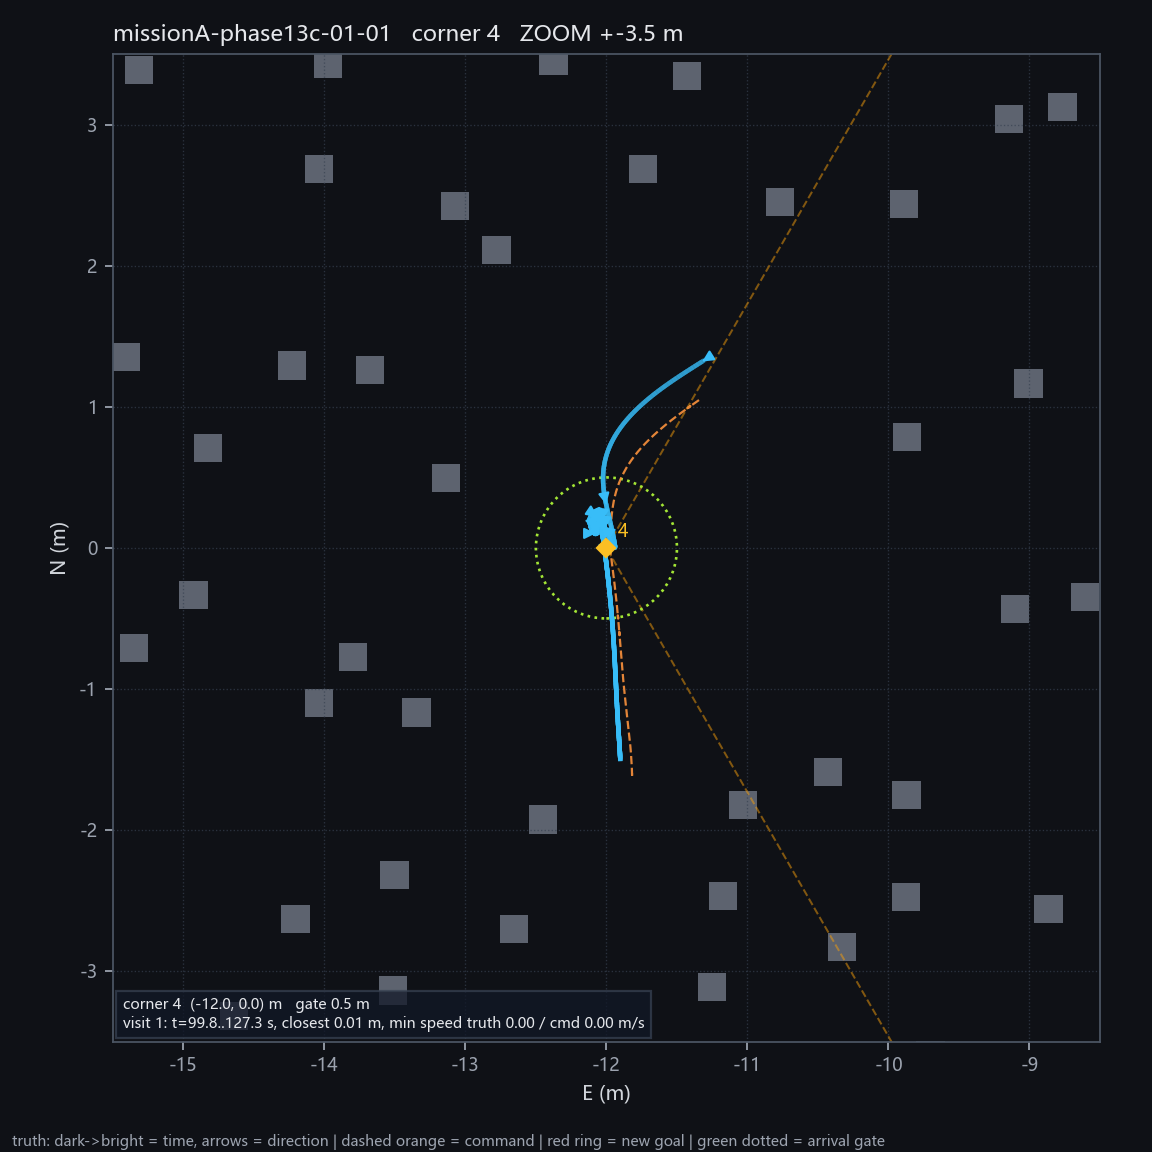 missionA-phase13c-01-01   corner 4   ZOOM +-3.5 m
3
2
1
0
-1
-2
-3
N (m)
4
corner 4  (-12.0, 0.0) m   gate 0.5 m
visit 1: t=99.8..127.3 s, closest 0.01 m, min speed truth 0.00 / cmd 0.00 m/s
-15 -14 -13 -12 -11 -10 -9
E (m)
truth: dark->bright = time, arrows = direction | dashed orange = command | red ring = new goal | green dotted = arrival gate